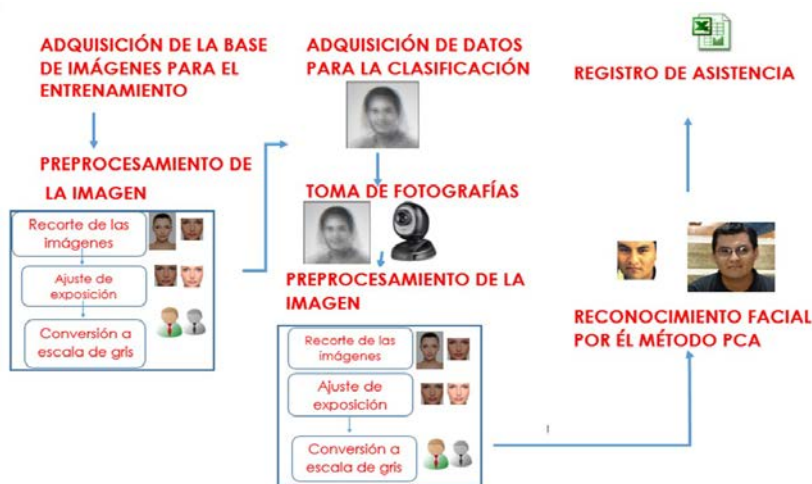 ADQUISICIÓN DE LA BASE
DE IMÁGENES PARA EL
ENTRENAMIENTO
PREPROCESAMIENTO DE
LA IMAGEN
Recorte de las
imágenes
Ajuste de
exposición
Conversión a
escala de gris
ADQUISICIÓN DE DATOS
PARA LA CLASIFICACIÓN
TOMA DE FOTOGRAFÍAS
PREPROCESAMIENTO DE LA
IMAGEN
Recorte de las
imágenes
Ajuste de
exposición
Conversión a
escala de gris
RECONOCIMIENTO FACIAL
POR ÉL MÉTODO PCA
REGISTRO DE ASISTENCIA